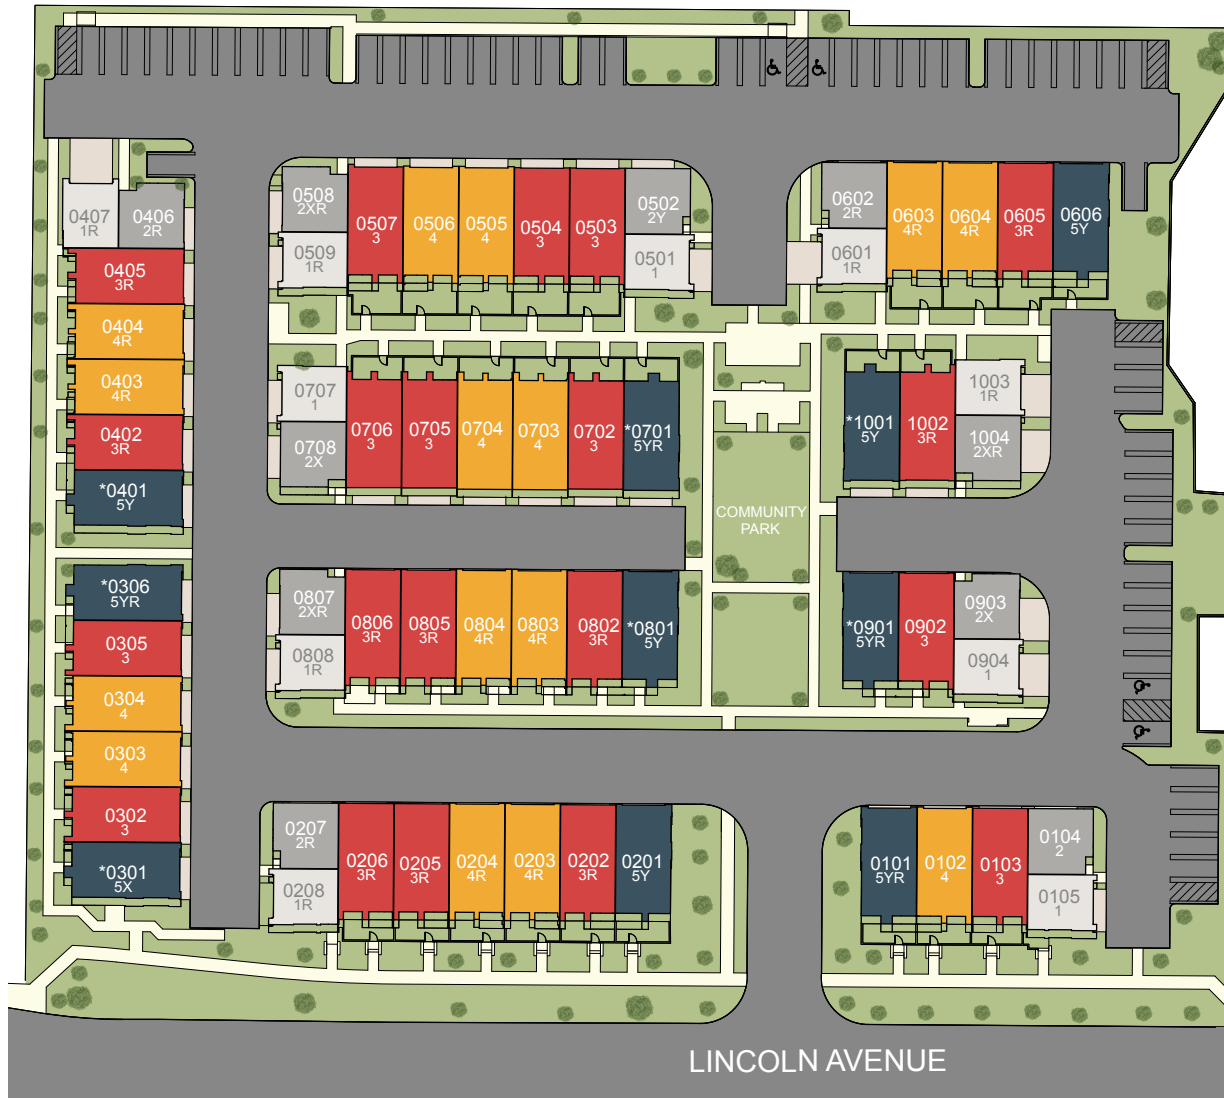 0407
1R
0406
2R
0405
3R
0404
4R
0403
4R
0402
3R
*0401
5Y
*0306
5YR
0305
3
0304
4
0303
4
0302
3
*0301
5X
0508
2XR
0509
1R
0507
3
0506
4
0505
4
0504
3
0503
3
0502
2Y
0501
1
0602
2R
0601
1R
0603
4R
0604
4R
0605
3R
0606
5Y
0707
1
0708
2X
0706
3
0705
3
0704
4
0703
4
0702
3
*0701
5YR
*1001
5Y
1002
3R
1003
1R
1004
2XR
COMMUNITY
PARK
0807
2XR
0808
1R
0806
3R
0805
3R
0804
4R
0803
4R
0802
3R
*0801
5Y
*0901
5YR
0902
3
0903
2X
0904
1
0207
2R
0208
1R
0206
3R
0205
3R
0204
4R
0203
4R
0202
3R
0201
5Y
0101
5YR
0102
4
0103
3
0104
2
0105
1
LINCOLN AVENUE